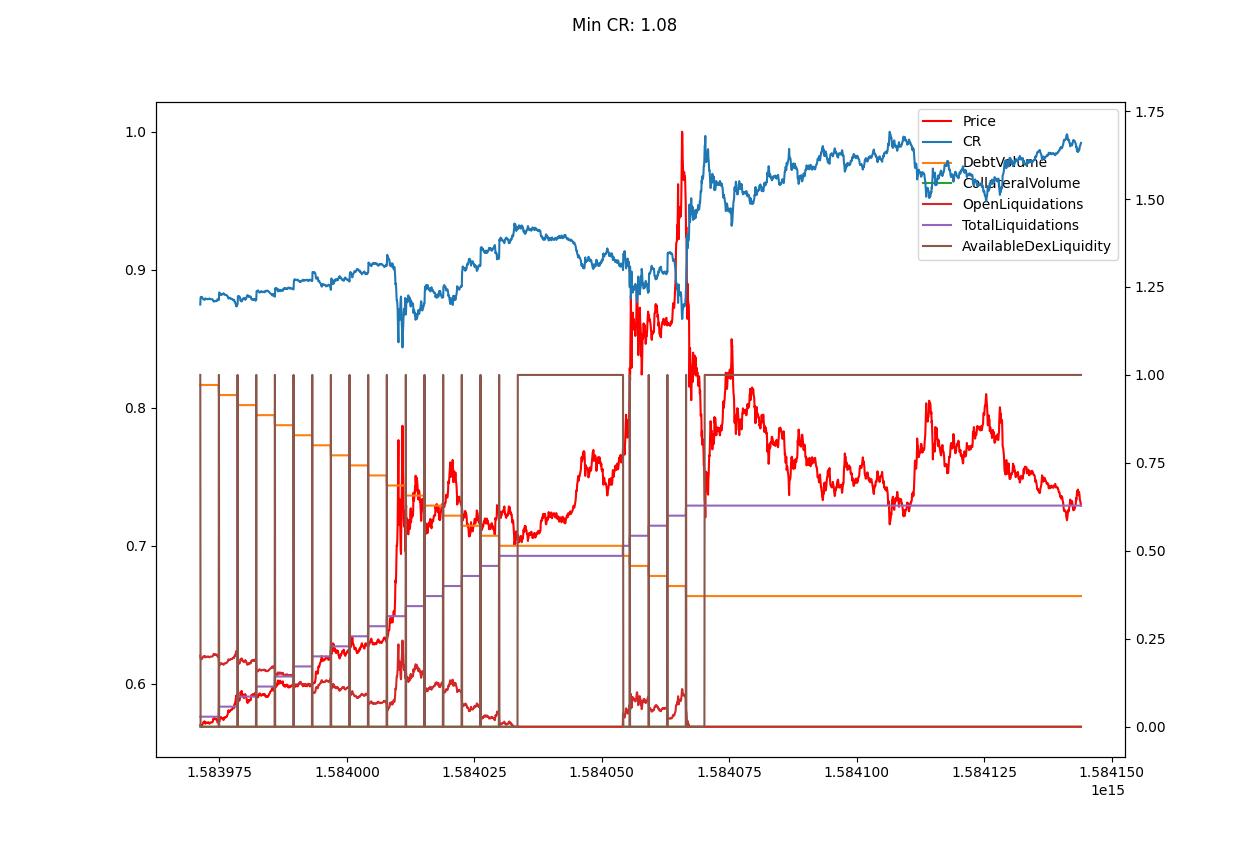 Min CR: 1.08
1.0
0.9
0.8
0.7
0.6
1.75
1.50
1.25
1.00
0.75
0.50
0.25
0.00
Price
CR
DebtVolume
CollateralVolume
OpenLiquidations
TotalLiquidations
AvailableDexLiquidity
1.583975 1.584000 1.584025 1.584050 1.584075 1.584100 1.584125 1.584150
1e15